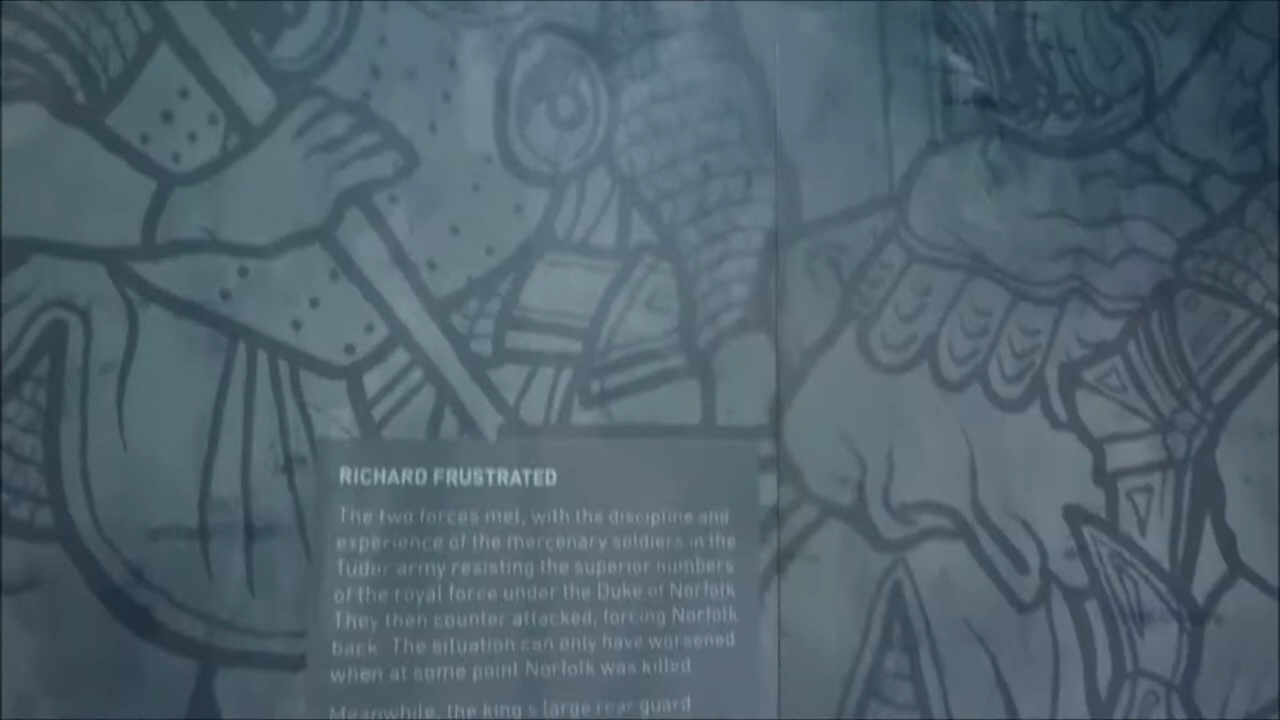 RICHARD FRUSTRATED
The two forces met, with the discipline and
experience of the mercenary soldiers in the
Tudor army resisting the superior numbers
of the royal force under the Duke of Norfolk
They then counter attacked, forcing Norfolk
back. The situation can only have worsened
when at some point Norfolk was killed
Meanwhile, the king s large rear guard